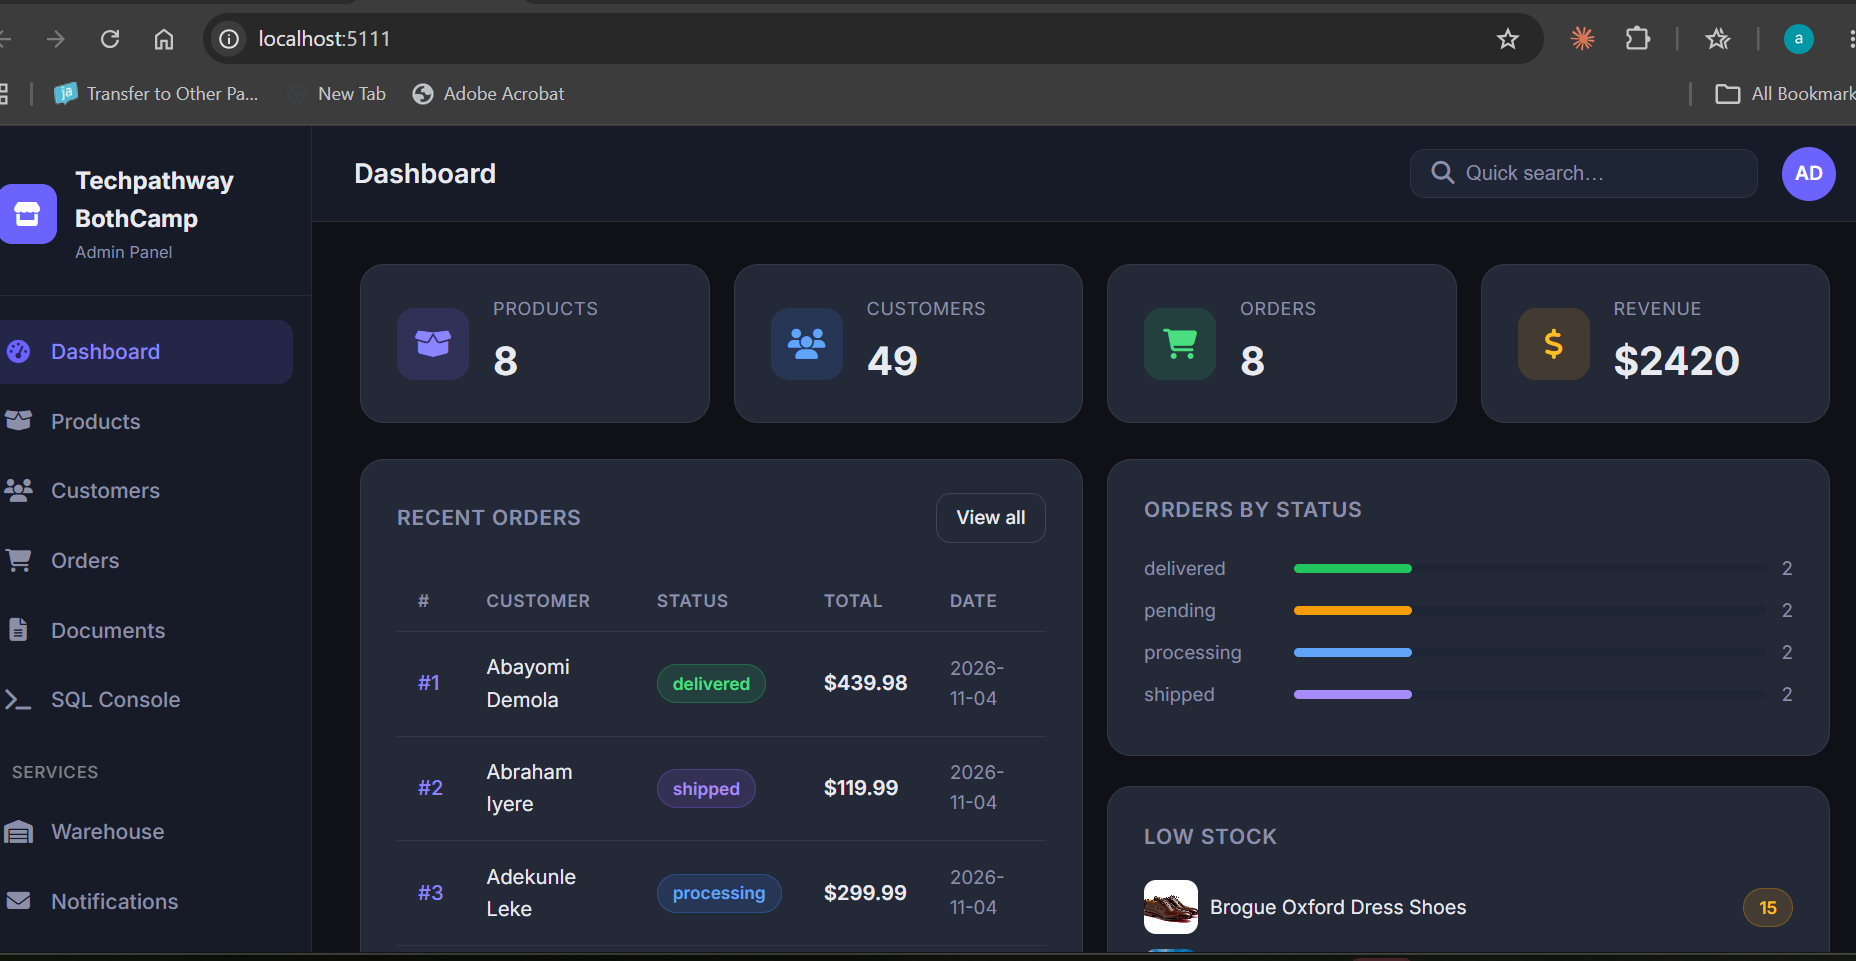 localhost:5111
Transfer to Other Pa...
New Tab
Adobe Acrobat
All Bookmark
Techpathway
BothCamp
Admin Panel
Dashboard
Products
Customers
Orders
Documents
SQL Console
SERVICES
Warehouse
Notifications
Dashboard
Quick search...
AD
PRODUCTS
8
CUSTOMERS
49
ORDERS
8
REVENUE
$2420
RECENT ORDERS
View all
# CUSTOMER STATUS TOTAL DATE
#1 Abayomi Demola delivered $439.98 2026-11-04
#2 Abraham Iyere shipped $119.99 2026-11-04
#3 Adekunle Leke processing $299.99 2026-11-04
ORDERS BY STATUS
delivered 2
pending 2
processing 2
shipped 2
LOW STOCK
Brogue Oxford Dress Shoes 15